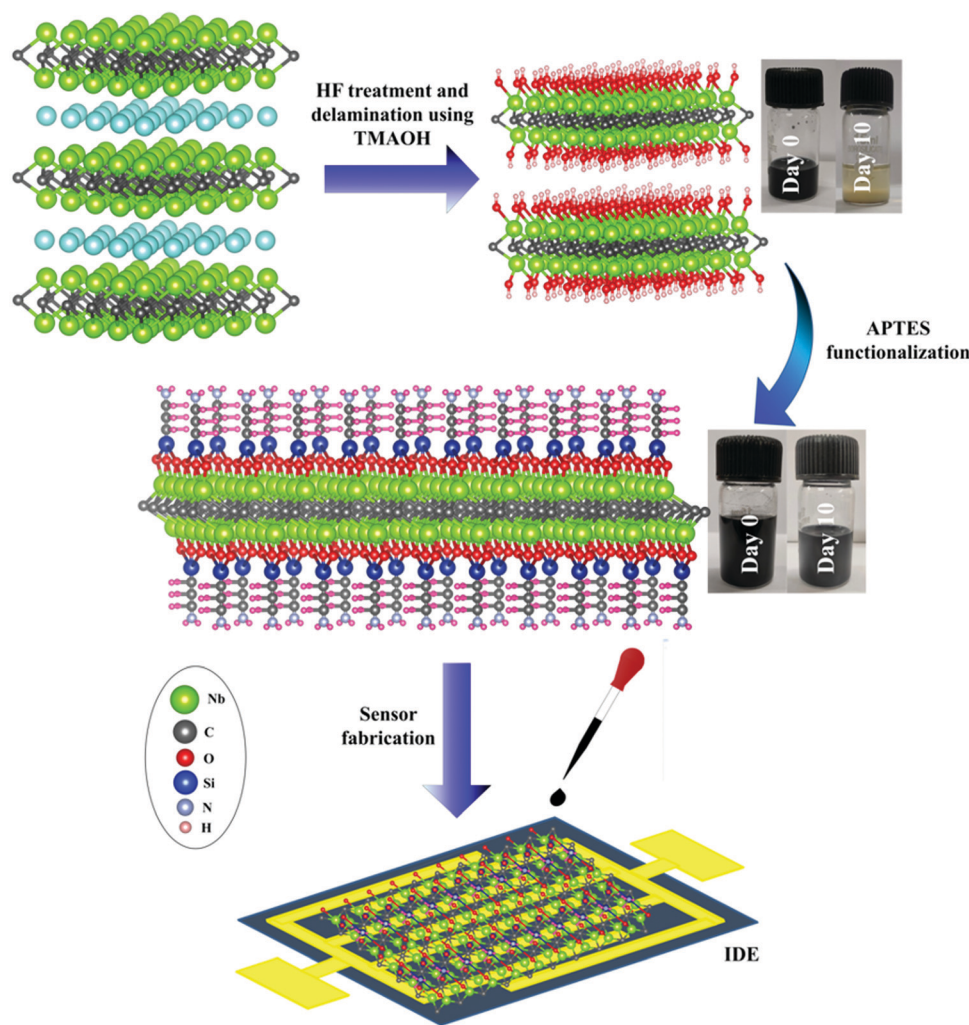 HF treatment and
delamination using
TMAOH
Day 0
Day 10
APTES
functionalization
Day 0
Day 10
Nb
C
O
Si
N
H
Sensor
fabrication
IDE